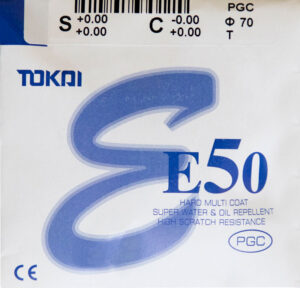 PGC
S +0.00 C -0.00 Φ 70
+0.00 +0.00 T
TOKAI
E
E50
HARD MULTI COAT
SUPER WATER & OIL REPELLENT
HIGH SCRATCH RESISTANCE
PGC
CE